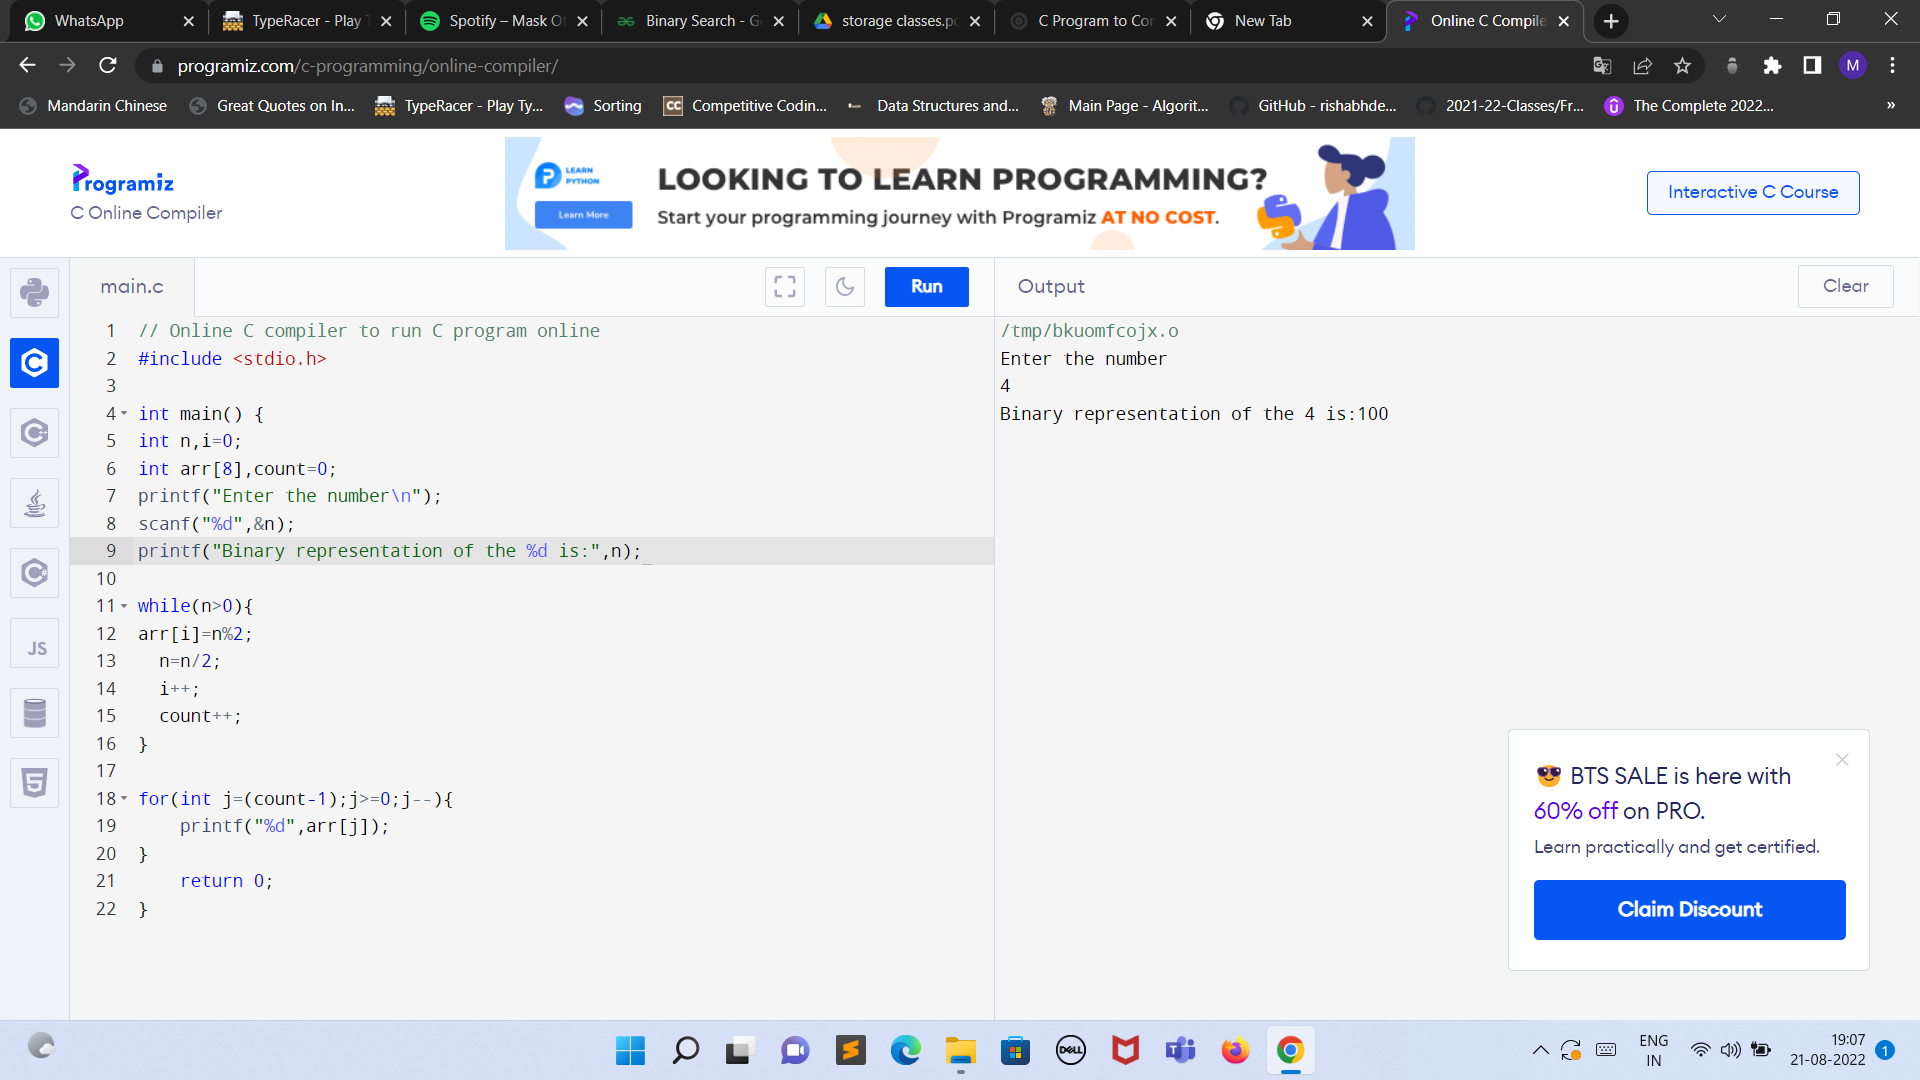 WhatsApp
TypeRacer - Play T
Spotify – Mask O
Binary Search - G
storage classes.p
C Program to Co
New Tab
Online C Compile
programiz.com/c-programming/online-compiler/
M
Mandarin Chinese
Great Quotes on In...
TypeRacer - Play Ty...
Sorting
CC Competitive Codin...
Data Structures and...
Main Page - Algorit...
GitHub - rishabhde...
2021-22-Classes/Fr...
The Complete 2022...
»
Programiz
C Online Compiler
LEARN
PYTHON
Learn More
LOOKING TO LEARN PROGRAMMING?
Start your programming journey with Programiz AT NO COST.
Interactive C Course
main.c
Run
Output
Clear
1 // Online C compiler to run C program online
2 #include <stdio.h>
3
4 int main() {
5 int n,i=0;
6 int arr[8],count=0;
7 printf("Enter the number\n");
8 scanf("%d",&n);
9 printf("Binary representation of the %d is:",n);
10
11 while(n>0){
12 arr[i]=n%2;
13 n=n/2;
14 i++;
15 count++;
16 }
17
18 for(int j=(count-1);j>=0;j--){
19 printf("%d",arr[j]);
20 }
21 return 0;
22 }
/tmp/bkuomfcojx.o
Enter the number
4
Binary representation of the 4 is:100
JS
😎 BTS SALE is here with
60% off on PRO.
Learn practically and get certified.
Claim Discount
DELL
ENG
IN
19:07
21-08-2022
1